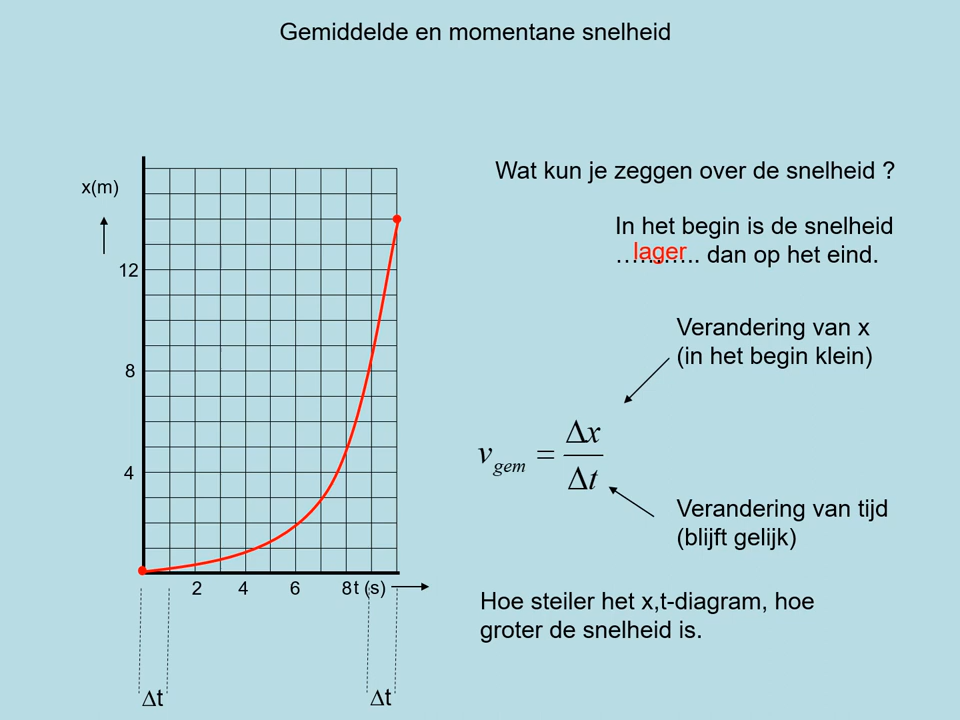 Gemiddelde en momentane snelheid
Wat kun je zeggen over de snelheid ?
x(m)
In het begin is de snelheid
lager
……….. dan op het eind.
12
Verandering van x
(in het begin klein)
8
v gem = Δx / Δt
4
Verandering van tijd
(blijft gelijk)
2 4 6 8 t (s)
Hoe steiler het x,t-diagram, hoe
groter de snelheid is.
Δt Δt